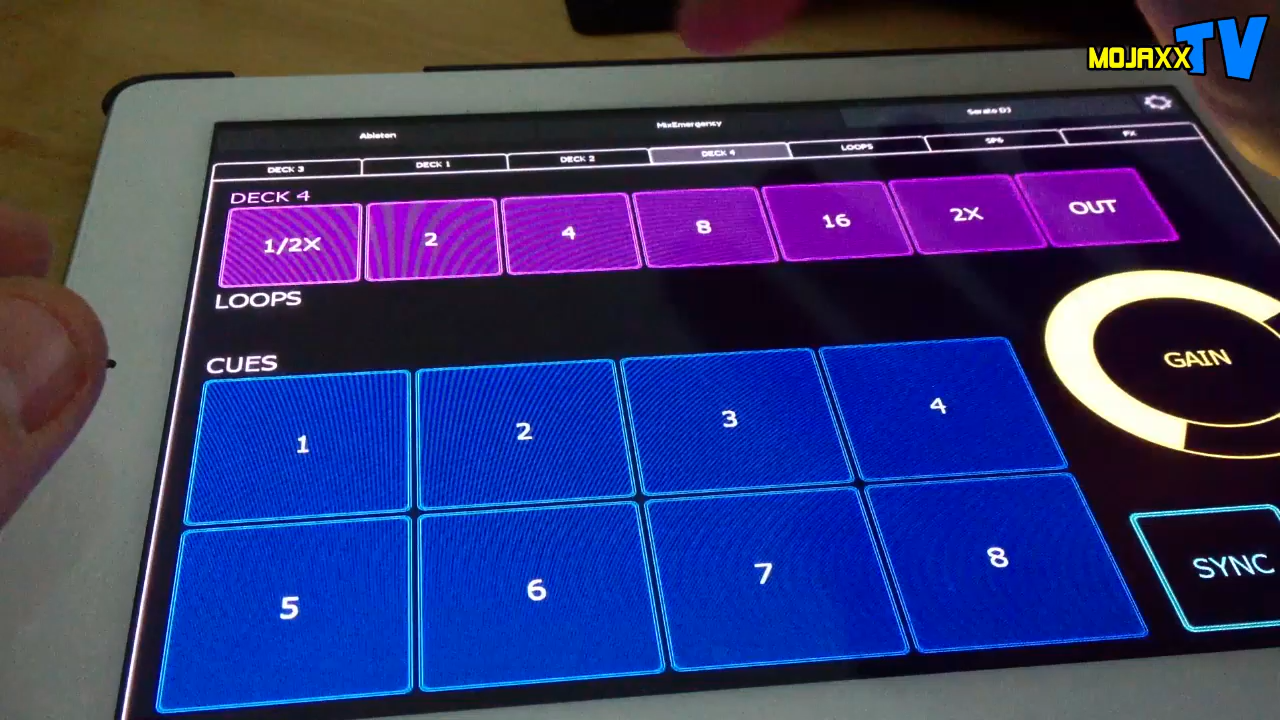 MOJAXX TV
Ableton MixEmergency Serato DJ
DECK 3 DECK 1 DECK 2 DECK 4 LOOPS SP6 FX
DECK 4
1/2X 2 4 8 16 2X OUT
LOOPS
GAIN
CUES
1 2 3 4
5 6 7 8
SYNC